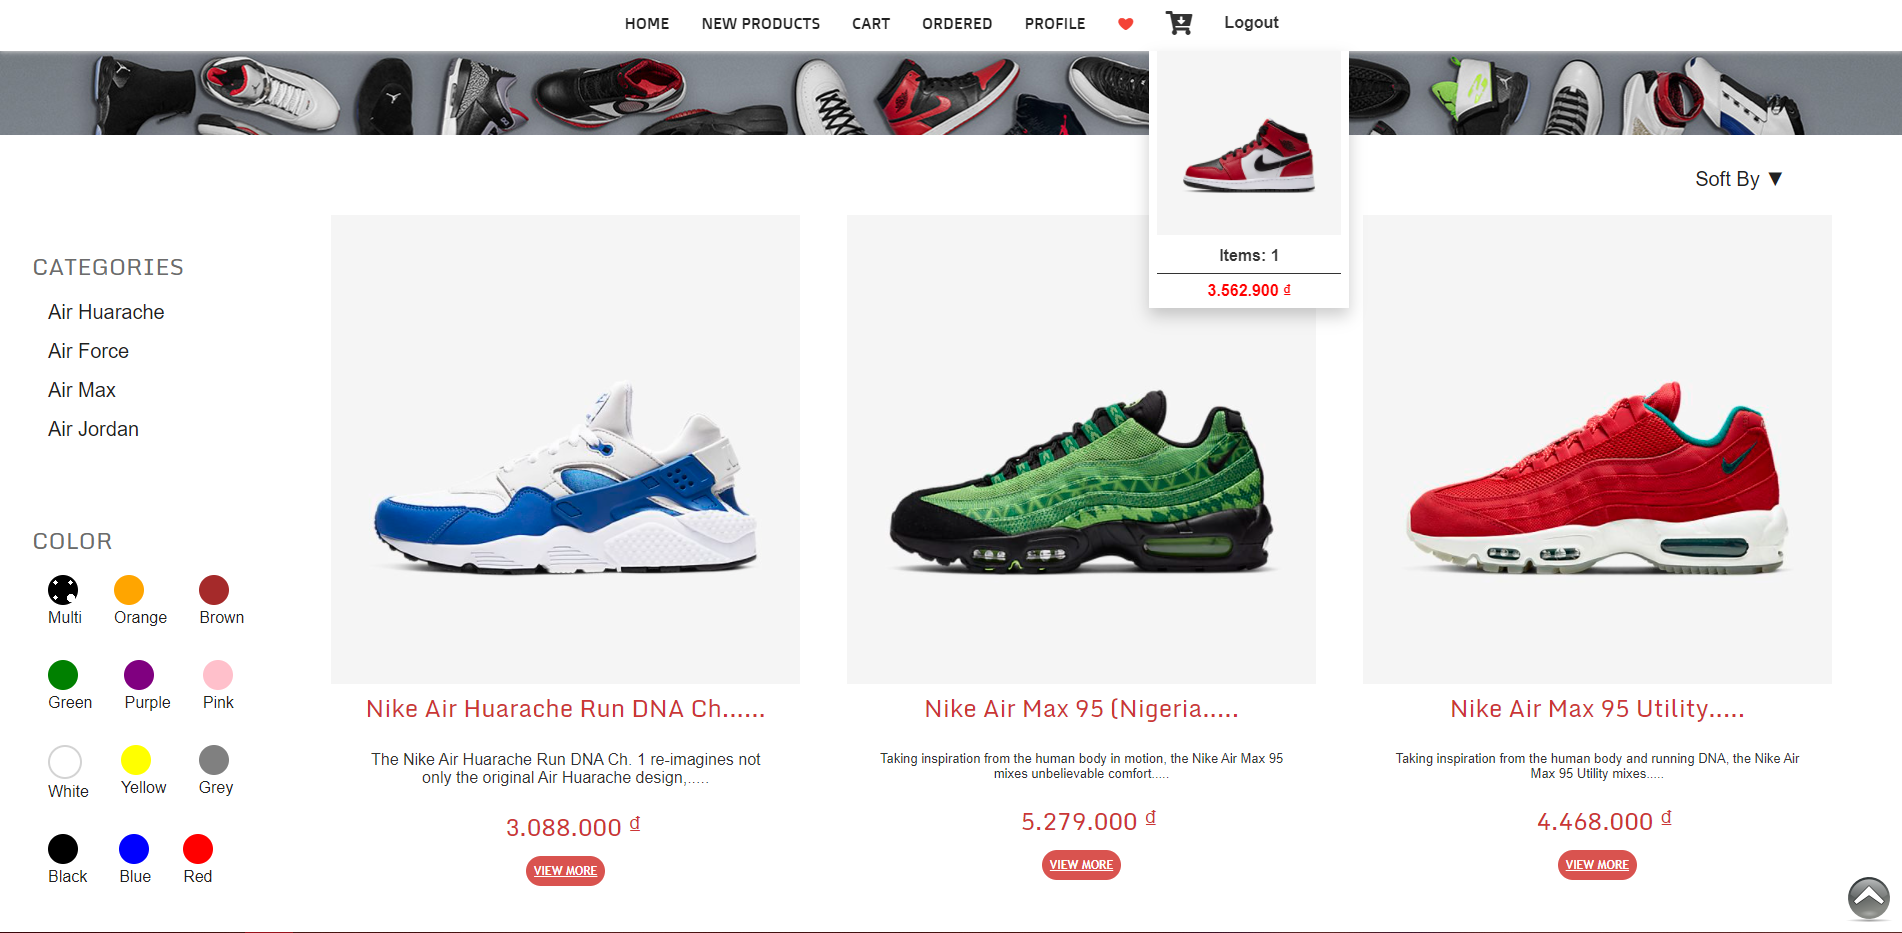 HOME NEW PRODUCTS CART ORDERED PROFILE Logout
Items: 1
3.562.900 ₫
Soft By ▼
CATEGORIES
Air Huarache
Air Force
Air Max
Air Jordan
COLOR
Multi Orange Brown
Green Purple Pink
White Yellow Grey
Black Blue Red
Nike Air Huarache Run DNA Ch......
The Nike Air Huarache Run DNA Ch. 1 re-imagines not
only the original Air Huarache design,.....
3.088.000 ₫
VIEW MORE
Nike Air Max 95 (Nigeria.....
Taking inspiration from the human body in motion, the Nike Air Max 95
mixes unbelievable comfort.....
5.279.000 ₫
VIEW MORE
Nike Air Max 95 Utility.....
Taking inspiration from the human body and running DNA, the Nike Air
Max 95 Utility mixes.....
4.468.000 ₫
VIEW MORE